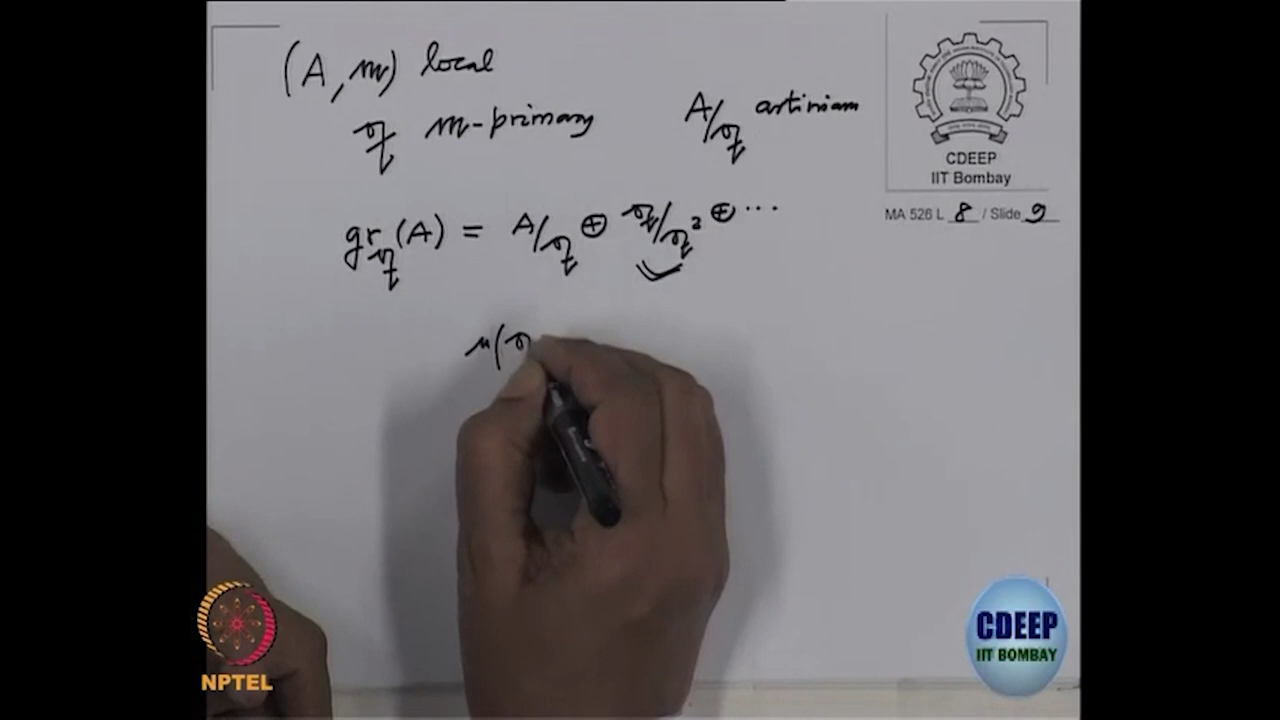 (A, m) local
𝔮 m-primary A/𝔮 artinian
gr_𝔮(A) = A/𝔮 ⊕ 𝔮/𝔮² ⊕ ...
μ(𝔮
CDEEP
IIT Bombay
MA 526 L 8 / Slide 9
NPTEL
CDEEP
IIT BOMBAY